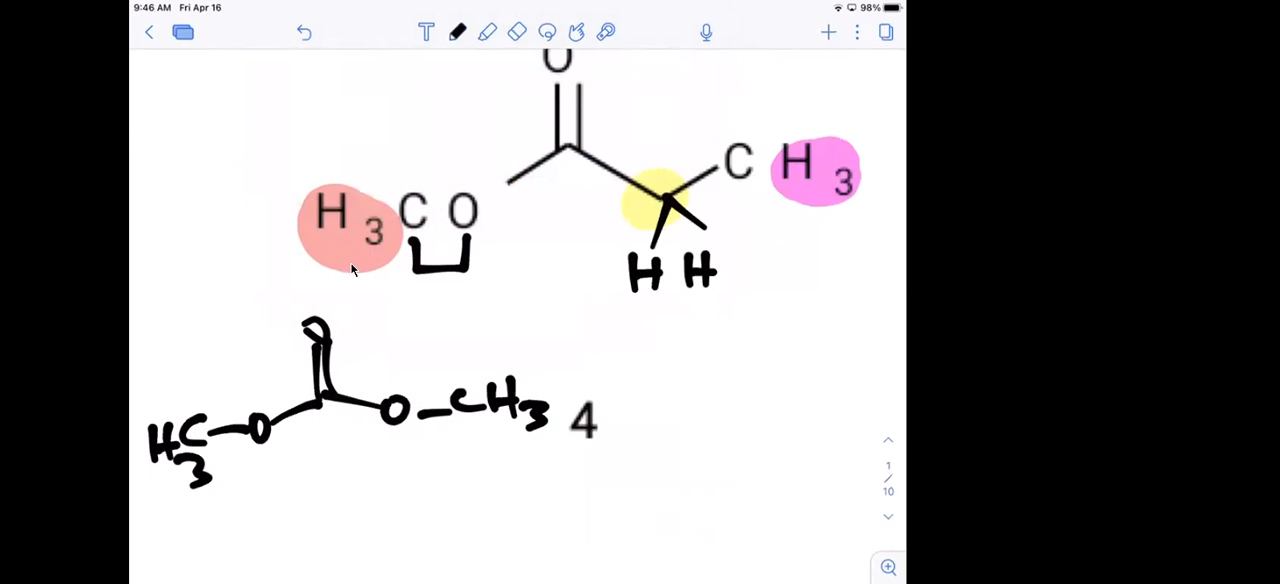 9:46 AM Fri Apr 16 98%
T
O
C H 3
H 3 C O
H H
O
H3C-O O-CH3 4
1
/
10